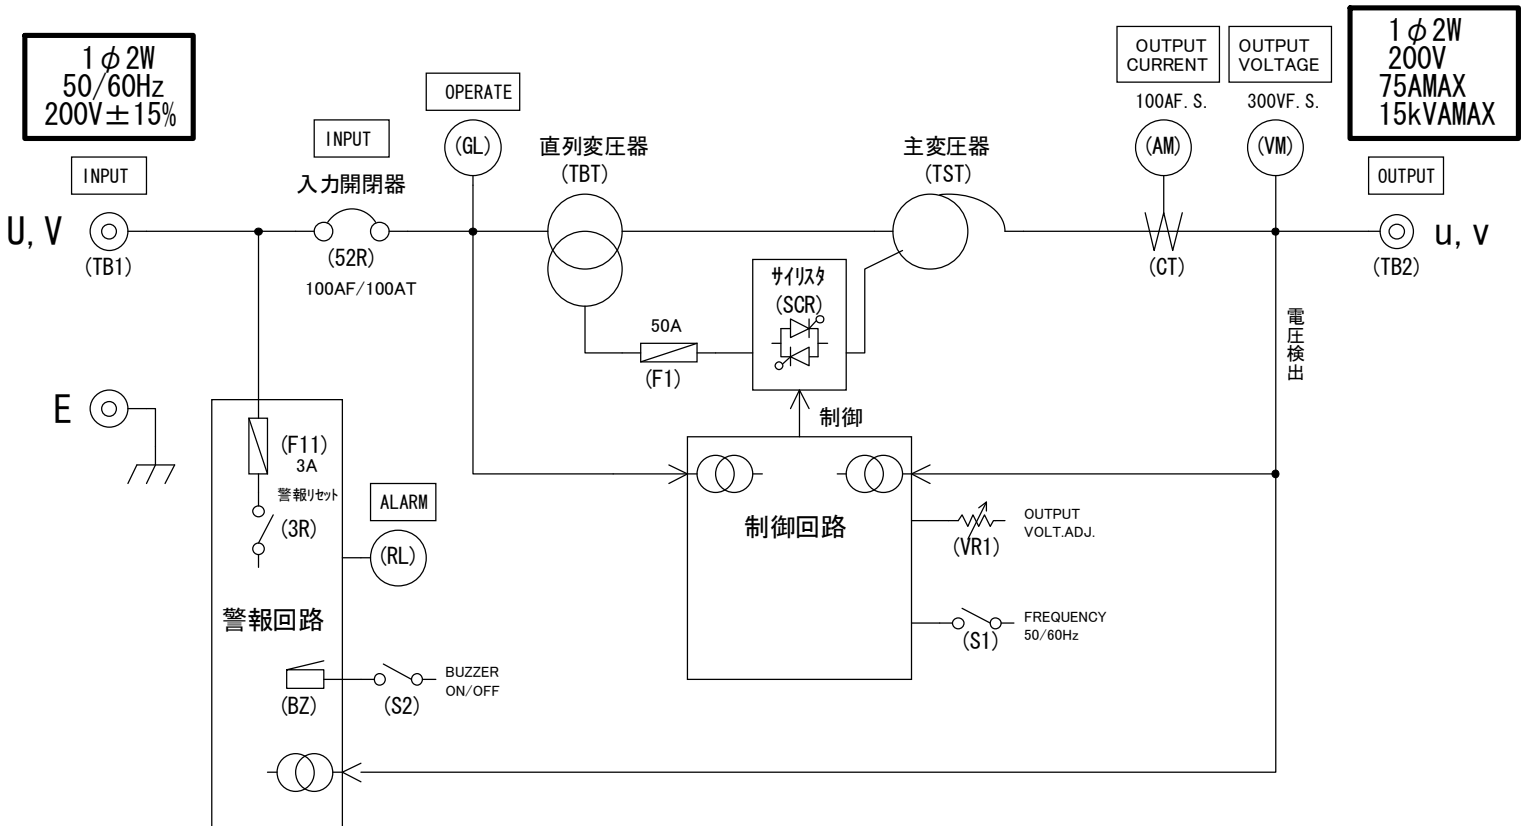 1φ2W
50/60Hz
200V±15%
INPUT
U, V
(TB1)
INPUT
入力開閉器
(52R)
100AF/100AT
OPERATE
(GL)
直列変圧器
(TBT)
主変圧器
(TST)
OUTPUT
CURRENT
100AF. S.
(AM)
(CT)
OUTPUT
VOLTAGE
300VF. S.
(VM)
1φ2W
200V
75AMAX
15kVAMAX
OUTPUT
u, v
(TB2)
サイリスタ
(SCR)
50A
(F1)
電圧検出
制御
E
(F11)
3A
警報リセット
(3R)
ALARM
(RL)
警報回路
(BZ)
(S2)
BUZZER
ON/OFF
制御回路
(VR1)
OUTPUT
VOLT.ADJ.
(S1)
FREQUENCY
50/60Hz